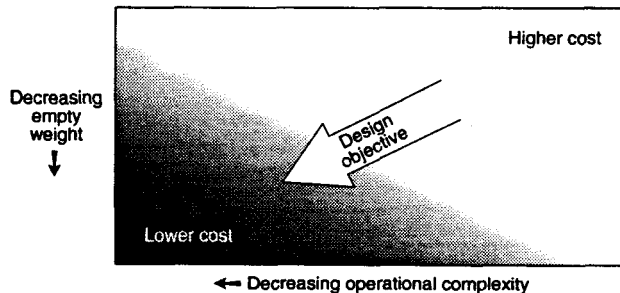 Higher cost
Decreasing
empty
weight
Design
objective
Lower cost
Decreasing operational complexity